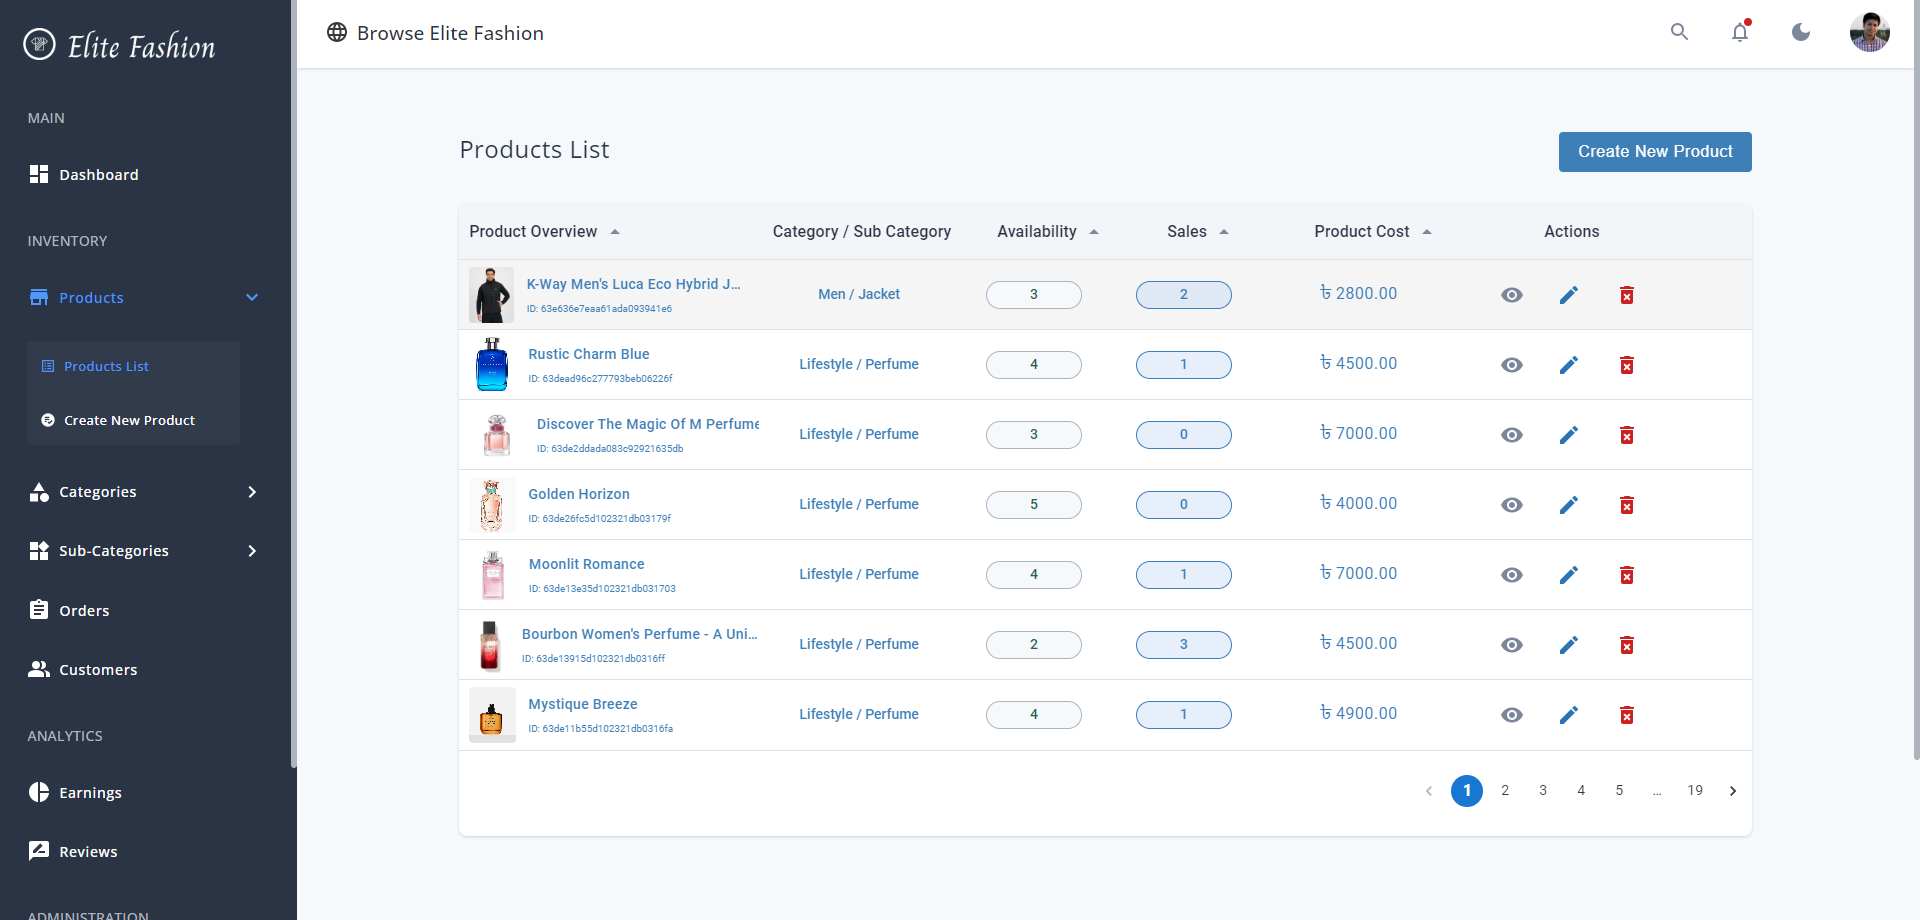 Elite Fashion
Browse Elite Fashion
MAIN
Dashboard
INVENTORY
Products
Products List
Create New Product
Categories
Sub-Categories
Orders
Customers
ANALYTICS
Earnings
Reviews
ADMINISTRATION
Products List
Create New Product
Product Overview Category / Sub Category Availability Sales Product Cost Actions
K-Way Men's Luca Eco Hybrid J...
ID: 63e636e7eaa61ada093941e6
Men / Jacket 3 2 ৳ 2800.00
Rustic Charm Blue
ID: 63dead96c277793beb06226f
Lifestyle / Perfume 4 1 ৳ 4500.00
Discover The Magic Of M Perfume
ID: 63de2ddada083c92921635db
Lifestyle / Perfume 3 0 ৳ 7000.00
Golden Horizon
ID: 63de26fc5d102321db03179f
Lifestyle / Perfume 5 0 ৳ 4000.00
Moonlit Romance
ID: 63de13e35d102321db031703
Lifestyle / Perfume 4 1 ৳ 7000.00
Bourbon Women's Perfume - A Uni...
ID: 63de13915d102321db0316ff
Lifestyle / Perfume 2 3 ৳ 4500.00
Mystique Breeze
ID: 63de11b55d102321db0316fa
Lifestyle / Perfume 4 1 ৳ 4900.00
1 2 3 4 5 ... 19